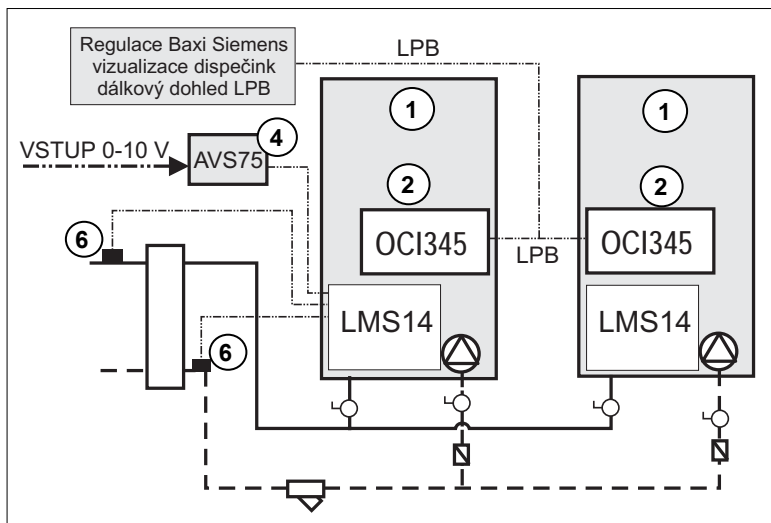 Regulace Baxi Siemens
vizualizace dispečink
dálkový dohled LPB
LPB
1
1
4
VSTUP 0-10 V
AVS75
2
2
6
OCI345
OCI345
LPB
LMS14
LMS14
6